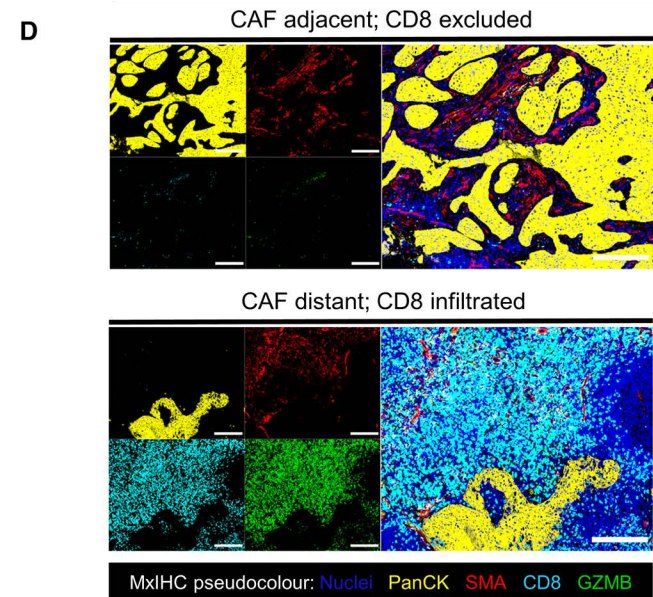 D
CAF adjacent; CD8 excluded
CAF distant; CD8 infiltrated
MxIHC pseudocolour: Nuclei PanCK SMA CD8 GZMB